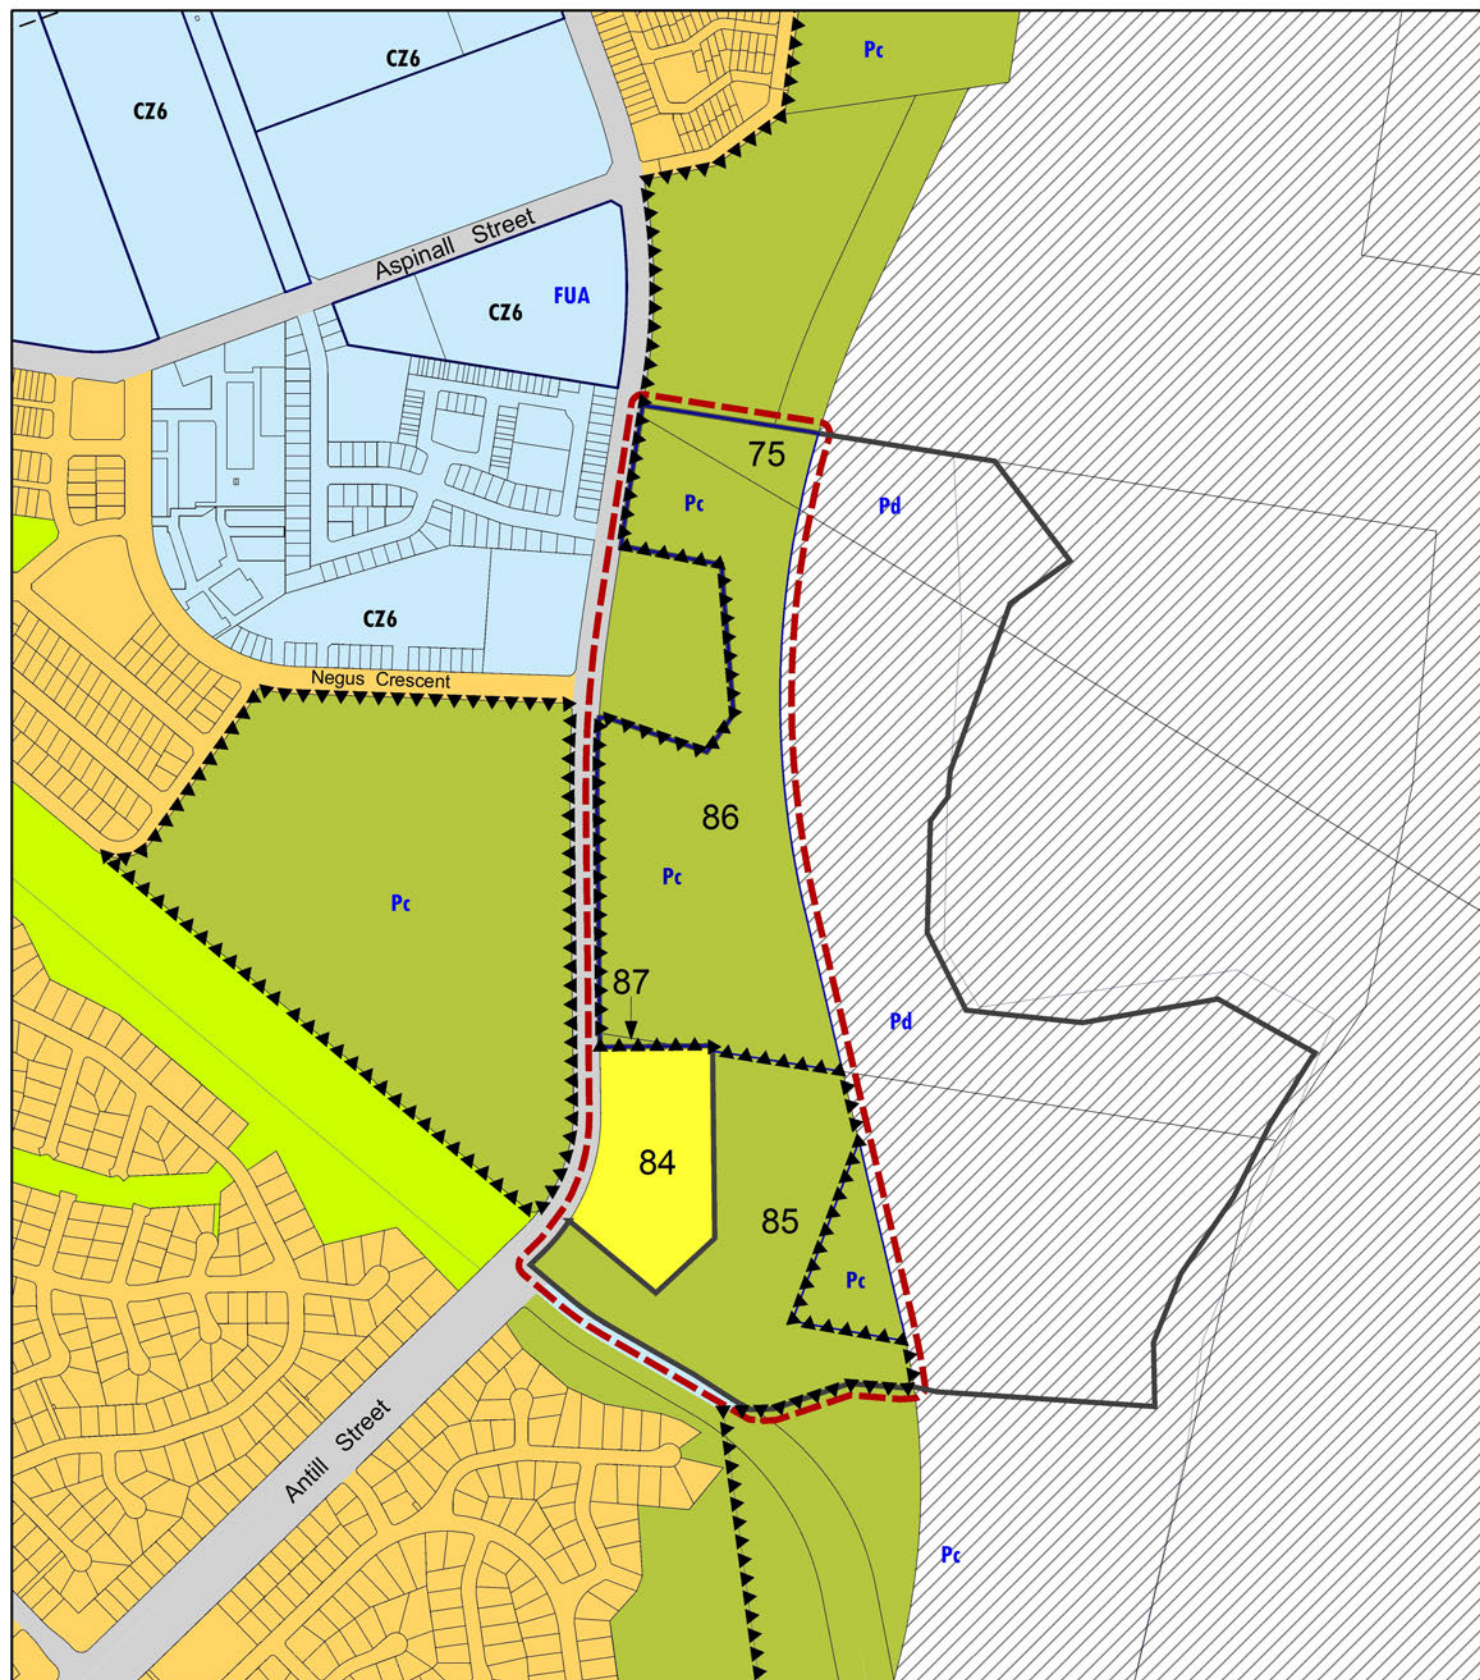 CZ6
Pc
CZ6
Aspinall Street
FUA
CZ6
75
Pc
Pd
CZ6
Negus Crescent
86
Pc
Pc
87
Pd
84
85
Pc
Antill Street
Pc